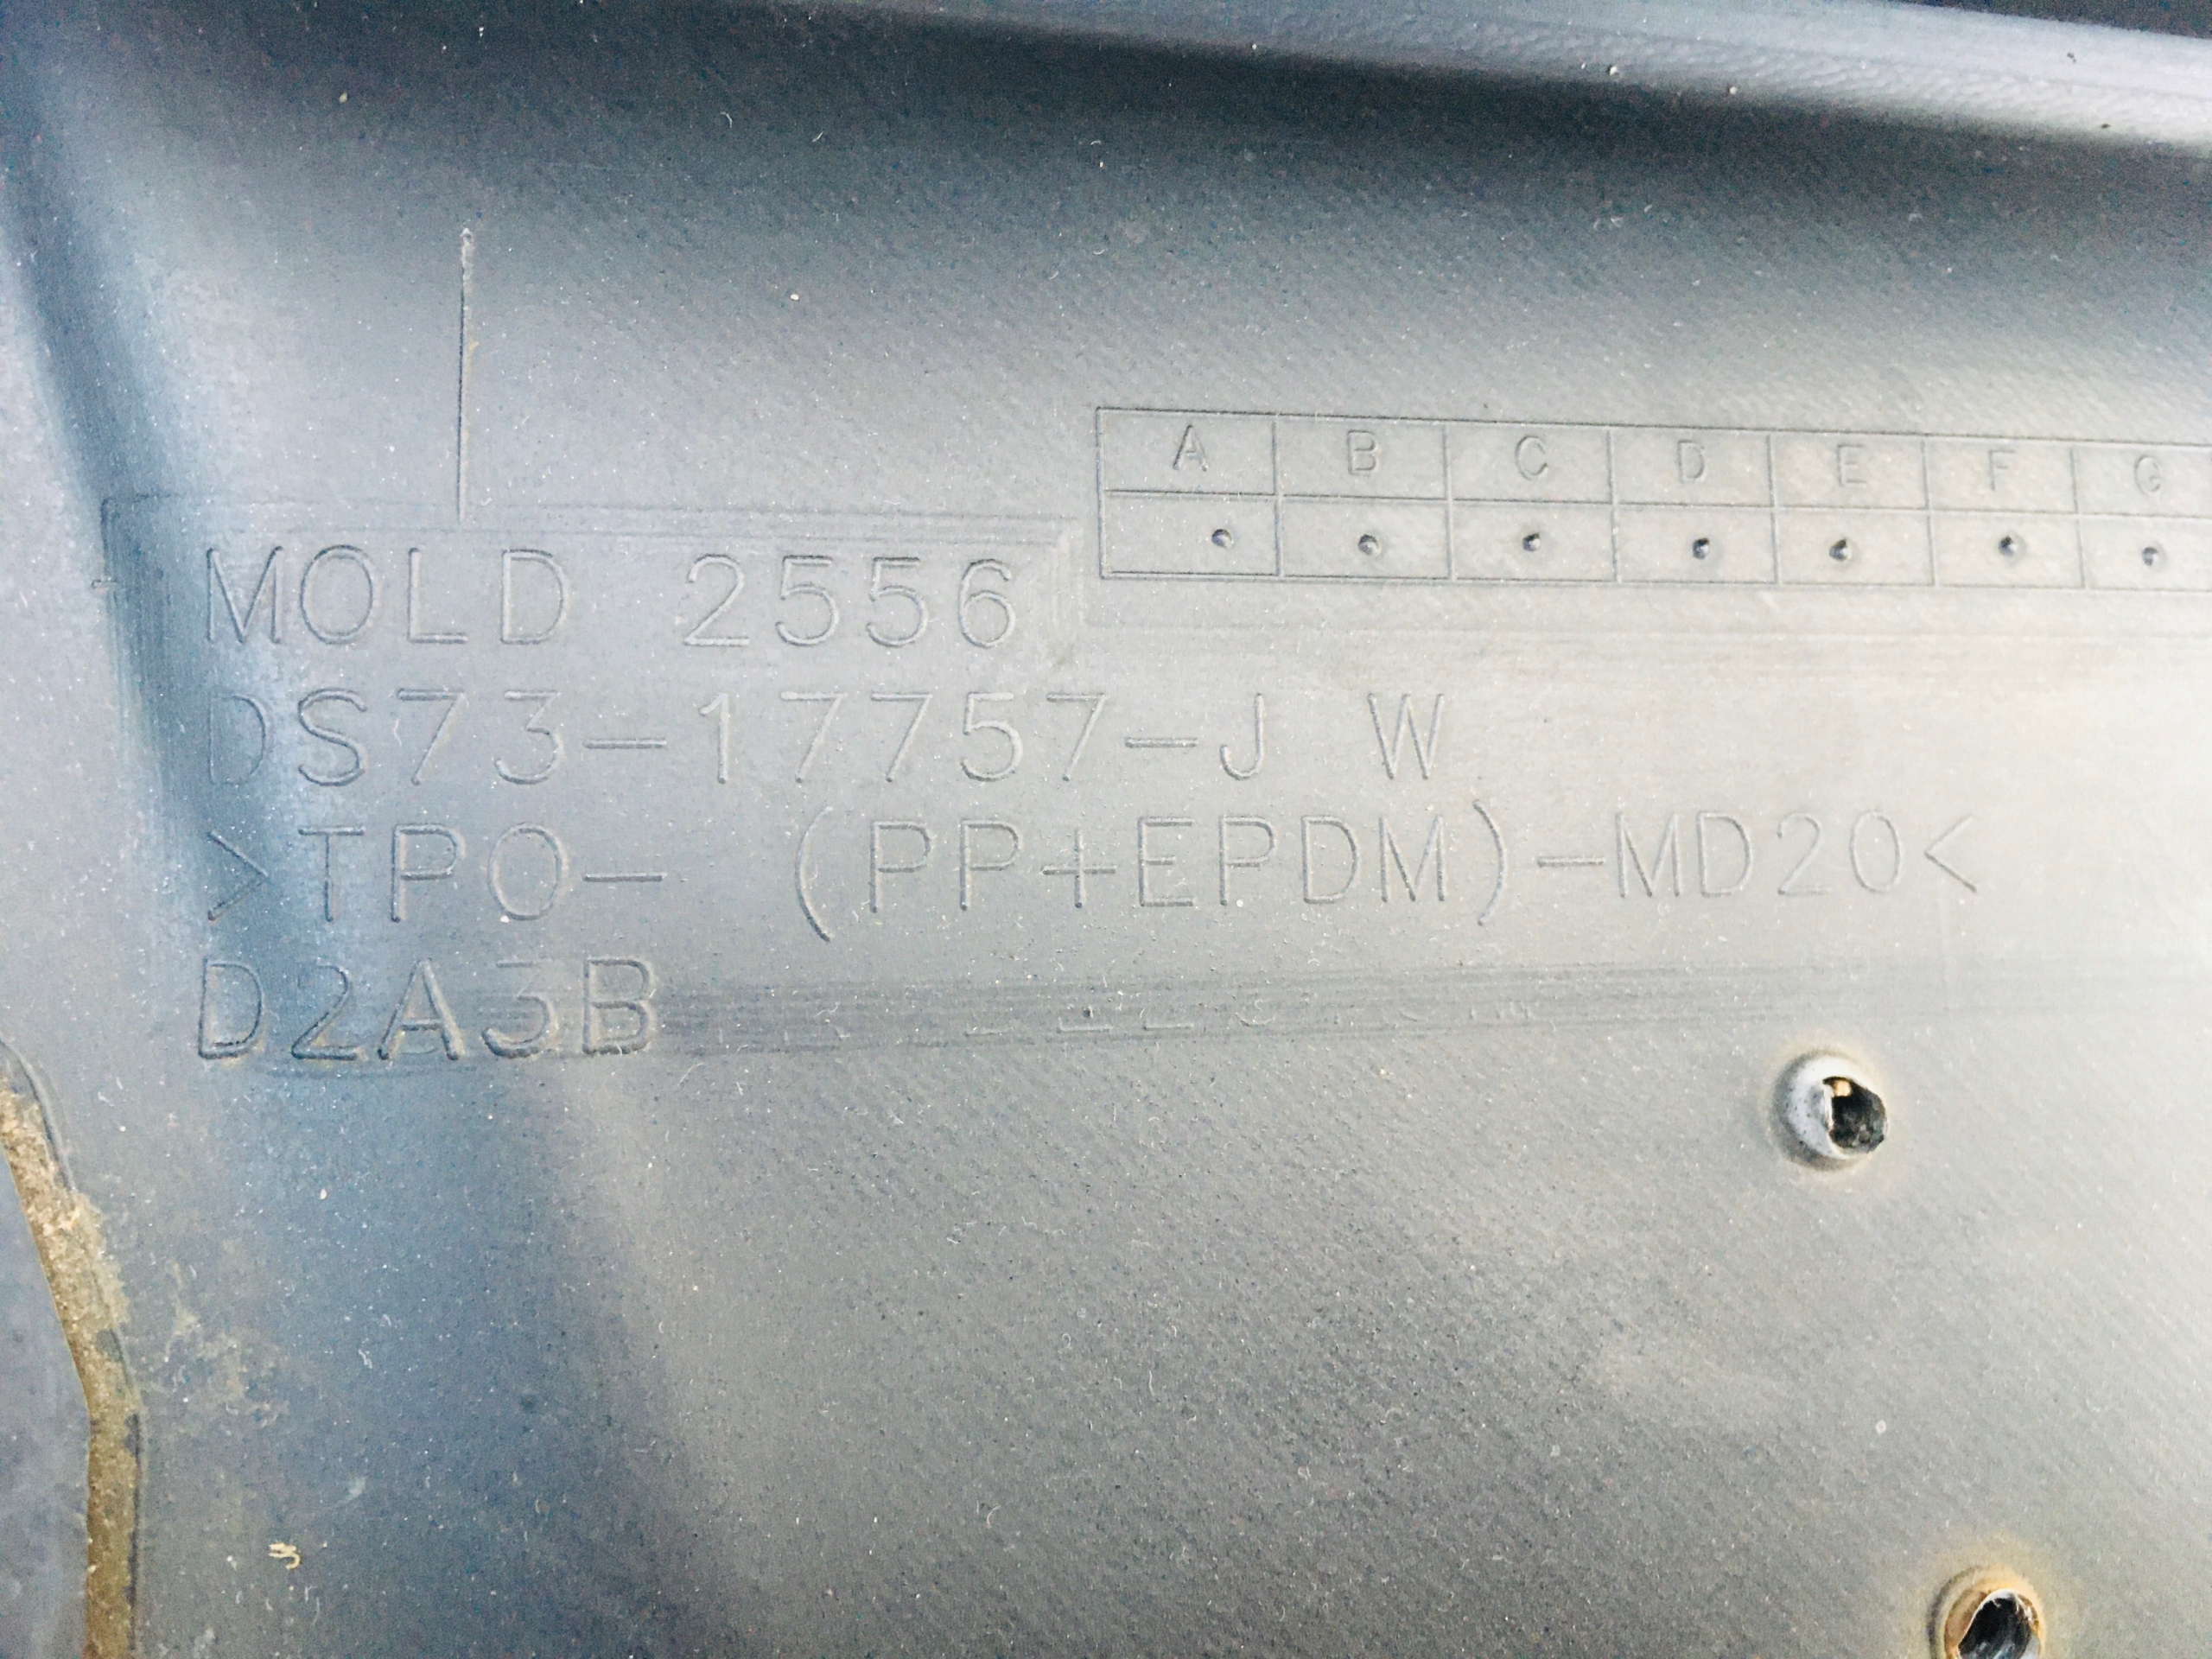 A B C D E F G
MOLD 2556
DS73-17757-J W
>TPO- (PP+EPDM)-MD20<
D2A3B